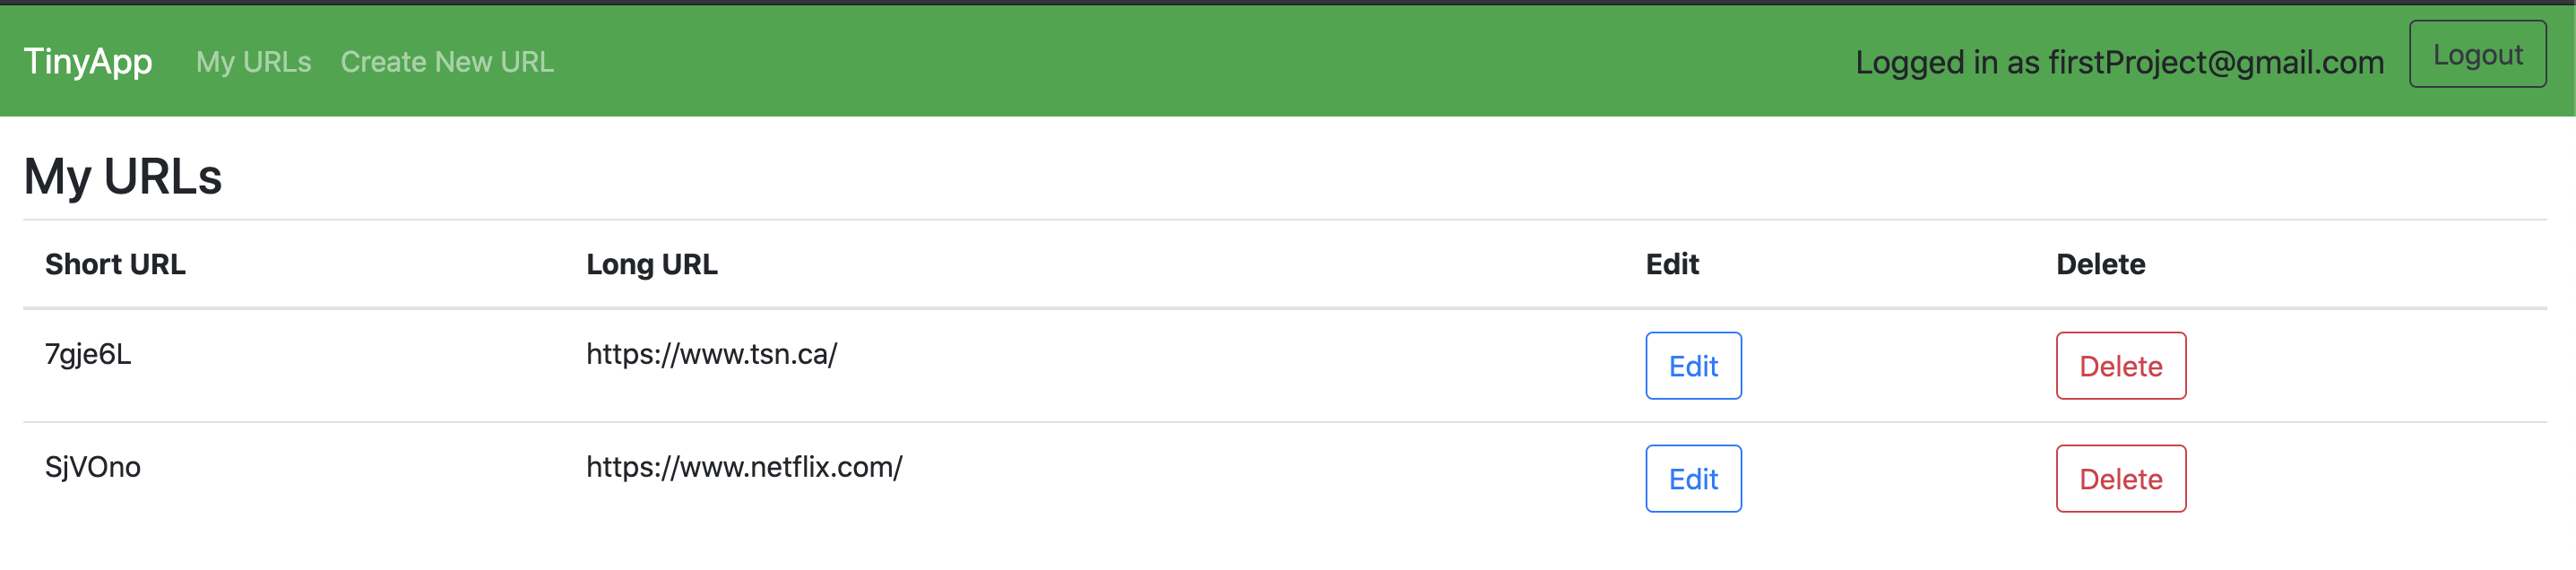 TinyApp My URLs Create New URL Logged in as firstProject@gmail.com Logout
My URLs
Short URL Long URL Edit Delete
7gje6L https://www.tsn.ca/ Edit Delete
SjVOno https://www.netflix.com/ Edit Delete